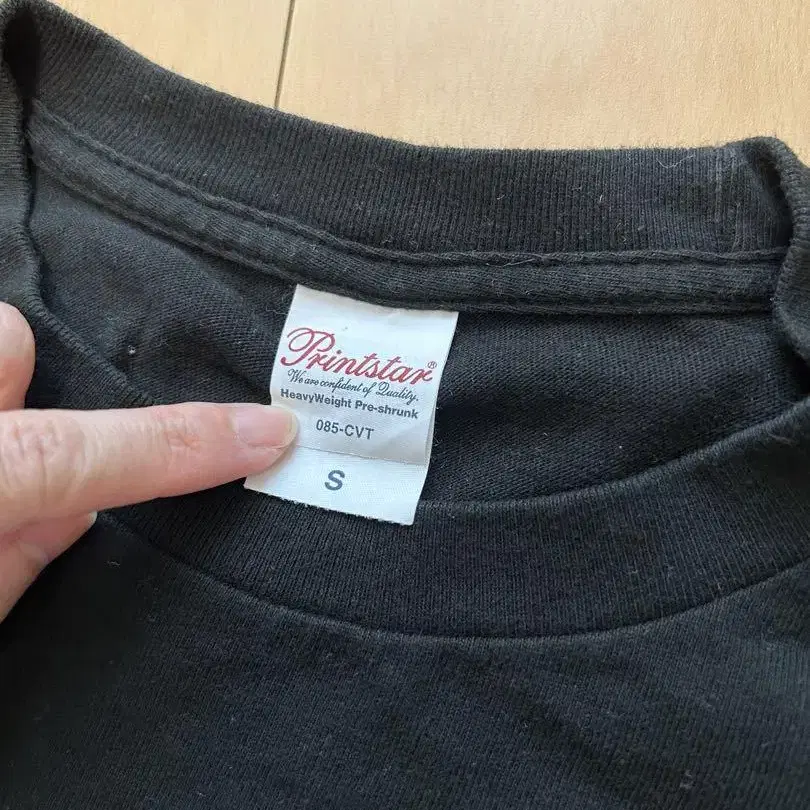 Printstar®
We are confident of Quality.
HeavyWeight Pre-shrunk
085-CVT
S